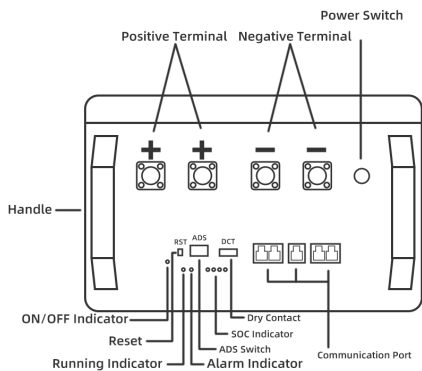 Power Switch
Positive Terminal Negative Terminal
+ + − −
Handle
RST ADS DCT
ON/OFF Indicator
Dry Contact
SOC Indicator
Reset
ADS Switch
Running Indicator Alarm Indicator Communication Port